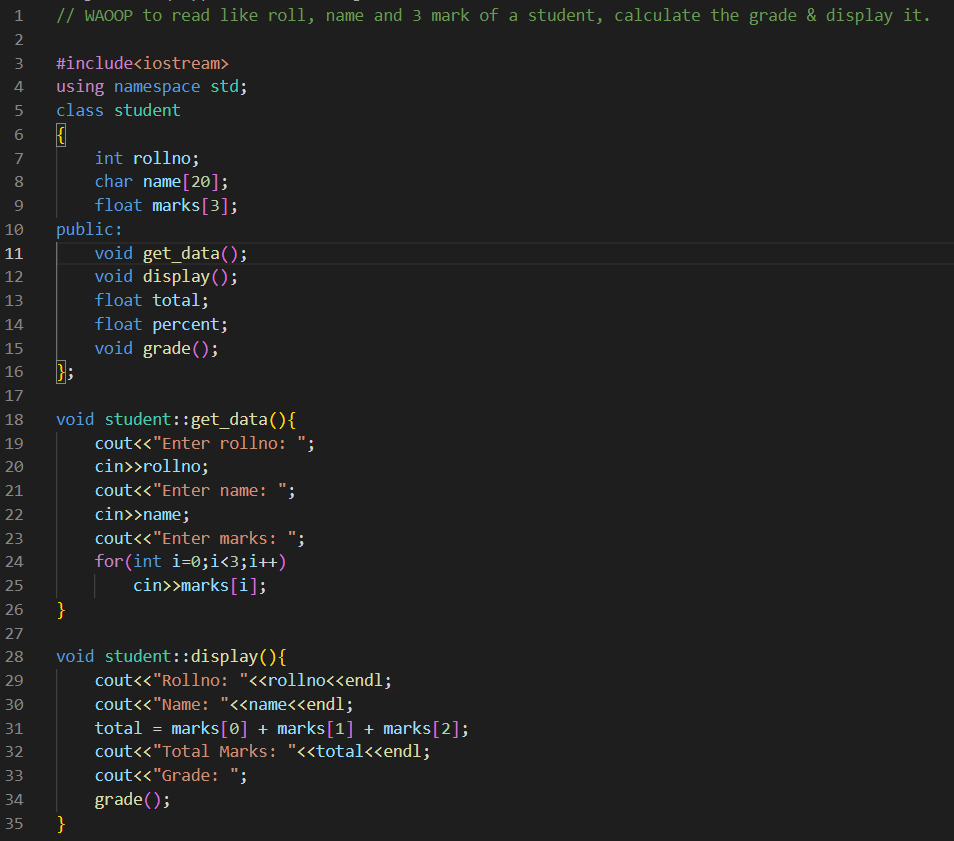 1 // WAOOP to read like roll, name and 3 mark of a student, calculate the grade & display it.
2
3 #include<iostream>
4 using namespace std;
5 class student
6 {
7     int rollno;
8     char name[20];
9     float marks[3];
10 public:
11     void get_data();
12     void display();
13     float total;
14     float percent;
15     void grade();
16 };
17
18 void student::get_data(){
19     cout<<"Enter rollno: ";
20     cin>>rollno;
21     cout<<"Enter name: ";
22     cin>>name;
23     cout<<"Enter marks: ";
24     for(int i=0;i<3;i++)
25         cin>>marks[i];
26 }
27
28 void student::display(){
29     cout<<"Rollno: "<<rollno<<endl;
30     cout<<"Name: "<<name<<endl;
31     total = marks[0] + marks[1] + marks[2];
32     cout<<"Total Marks: "<<total<<endl;
33     cout<<"Grade: ";
34     grade();
35 }